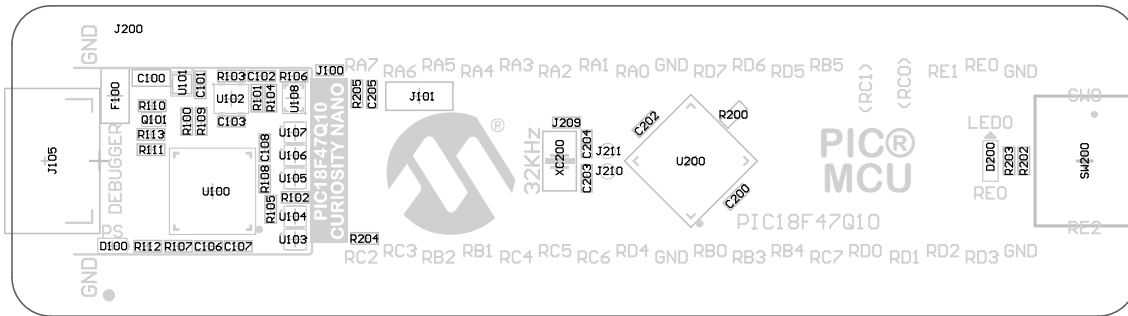 J200
GND
RA7 RA6 RA5 RA4 RA3 RA2 RA1 RA0 GND RD7 RD6 RD5 RB5 (RC1) (RC0) RE1 RE0 GND
J100
F100
C100
U101
C101
R103
C102
R106
U102
R101
R104
U108
R205
C205
J101
R110
Q101
R113
R111
R100
R109
C103
U107
U106
U105
U104
U103
C108
R108
R105
R102
U100
J105
DEBUGGER
PS
D100
R112
R107
C106
C107
GND
PIC18F47Q10
CURIOSITY NANO
R204
®
32KHz
J209
XC200
C204
C203
J211
J210
C202
R200
U200
C200
PIC®
MCU
PIC18F47Q10
LED0
D200
RE0
R203
R202
SW0
SW200
RE2
RC2 RC3 RB2 RB1 RC4 RC5 RC6 RD4 GND RB0 RB3 RB4 RC7 RD0 RD1 RD2 RD3 GND